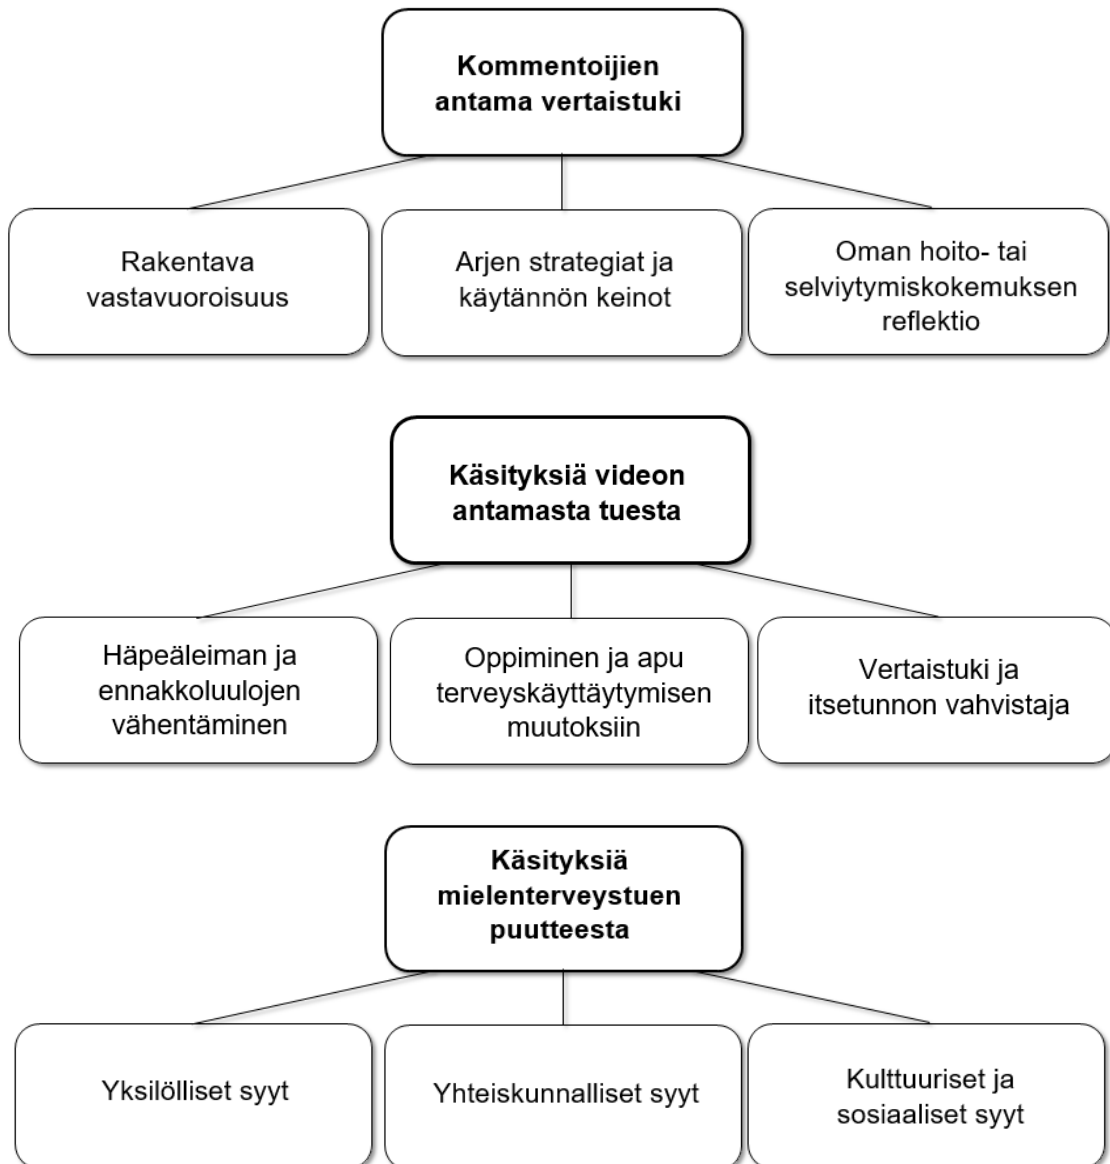 Kommentoijien
antama vertaistuki
Rakentava
vastavuoroisuus
Arjen strategiat ja
käytännön keinot
Oman hoito- tai
selviytymiskokemuksen
reflektio
Käsityksiä videon
antamasta tuesta
Häpeäleiman ja
ennakkoluulojen
vähentäminen
Oppiminen ja apu
terveyskäyttäytymisen
muutoksiin
Vertaistuki ja
itsetunnon vahvistaja
Käsityksiä
mielenterveystuen
puutteesta
Yksilölliset syyt
Yhteiskunnalliset syyt
Kulttuuriset ja
sosiaaliset syyt